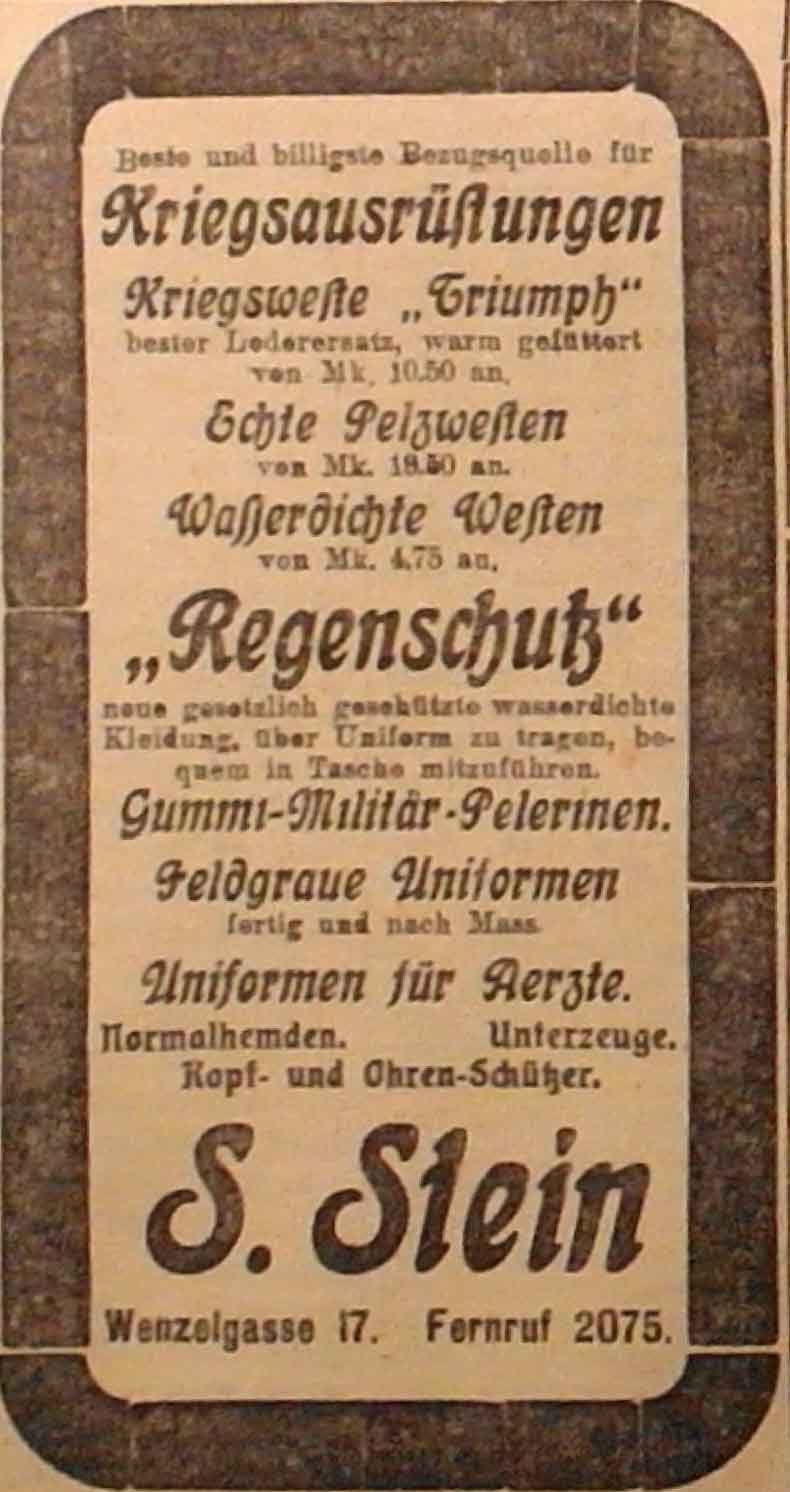 Beste und billigste Bezugsquelle für
Kriegsausrüstungen
Kriegsweste „Triumph“
bester Lederersatz, warm gefüttert
von Mk. 10.50 an.
Echte Pelzwesten
von Mk. 18.50 an.
Wasserdichte Westen
von Mk. 4.75 an.
„Regenschutz“
neue gesetzlich geschützte wasserdichte
Kleidung, über Uniform zu tragen, be-
quem in Tasche mitzuführen.
Gummi-Militär-Pelerinen.
Feldgraue Uniformen
fertig und nach Mass
Uniformen für Aerzte.
Normalhemden. Unterzeuge.
Kopf- und Ohren-Schützer.
S. Stein
Wenzelgasse 17. Fernruf 2075.